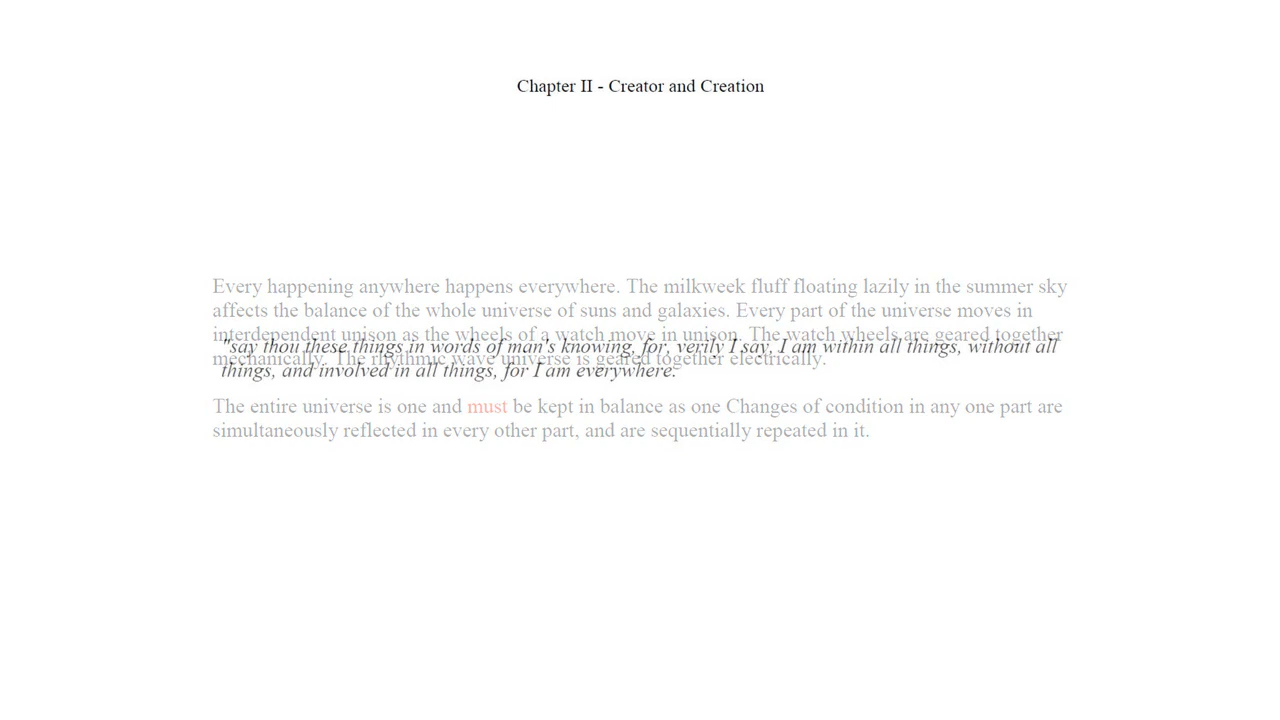 Chapter II - Creator and Creation
Every happening anywhere happens everywhere. The milkweek fluff floating lazily in the summer sky
affects the balance of the whole universe of suns and galaxies. Every part of the universe moves in
interdependent unison as the wheels of a watch move in unison. The watch wheels are geared together
"say thou these things in words of man's knowing, for, verily I say, I am within all things, without all
mechanically. The rhythmic wave universe is geared together electrically.
things, and involved in all things, for I am everywhere."
The entire universe is one and must be kept in balance as one Changes of condition in any one part are
simultaneously reflected in every other part, and are sequentially repeated in it.